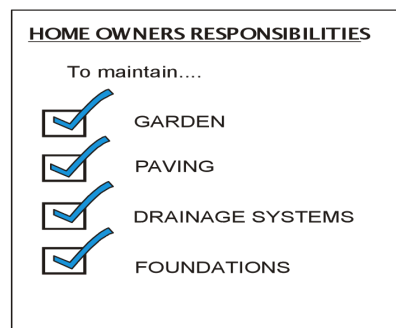 HOME OWNERS RESPONSIBILITIES
To maintain....
GARDEN
PAVING
DRAINAGE SYSTEMS
FOUNDATIONS